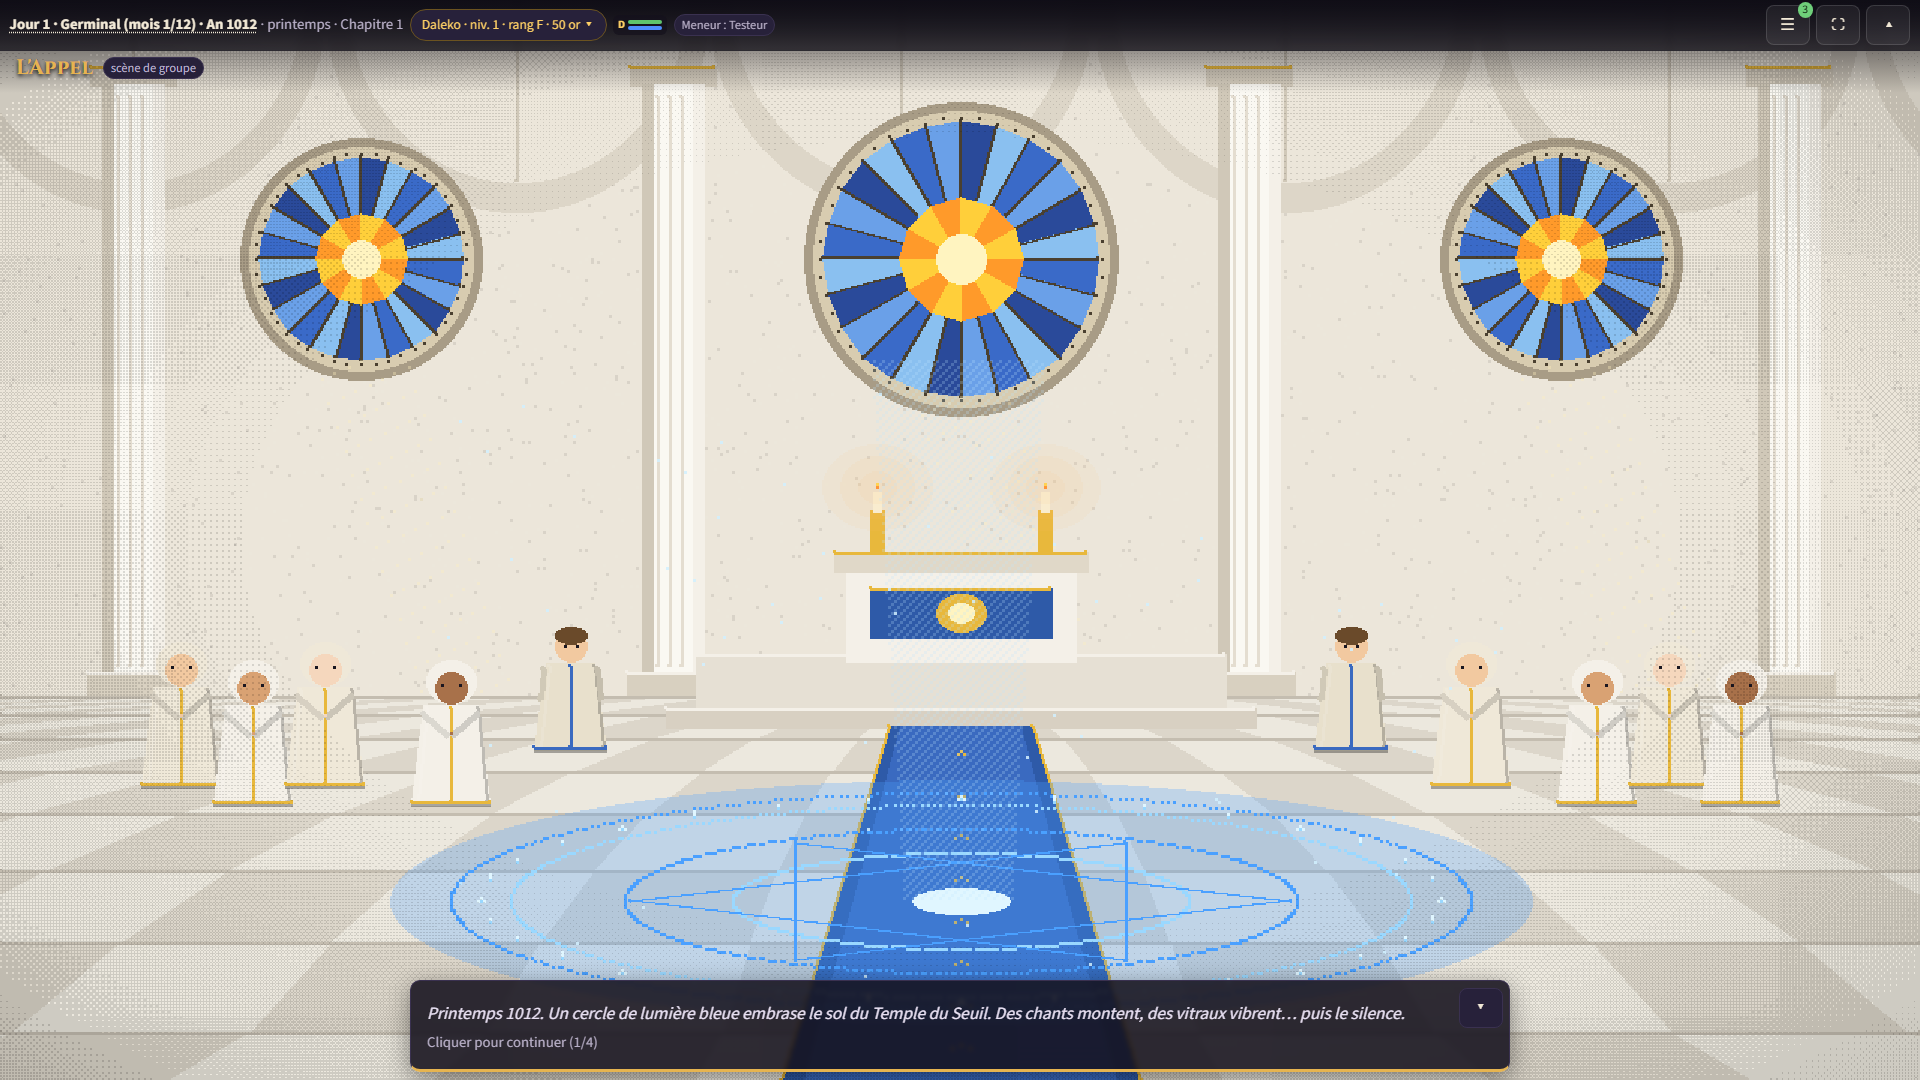 Jour 1 · Germinal (mois 1/12) · An 1012 · printemps · Chapitre 1 Daleko · niv. 1 · rang F · 50 or ▾ D Meneur : Testeur ☰ 3 ⛶ ▲
L'APPEL scène de groupe
Printemps 1012. Un cercle de lumière bleue embrase le sol du Temple du Seuil. Des chants montent, des vitraux vibrent… puis le silence. ▼
Cliquer pour continuer (1/4)